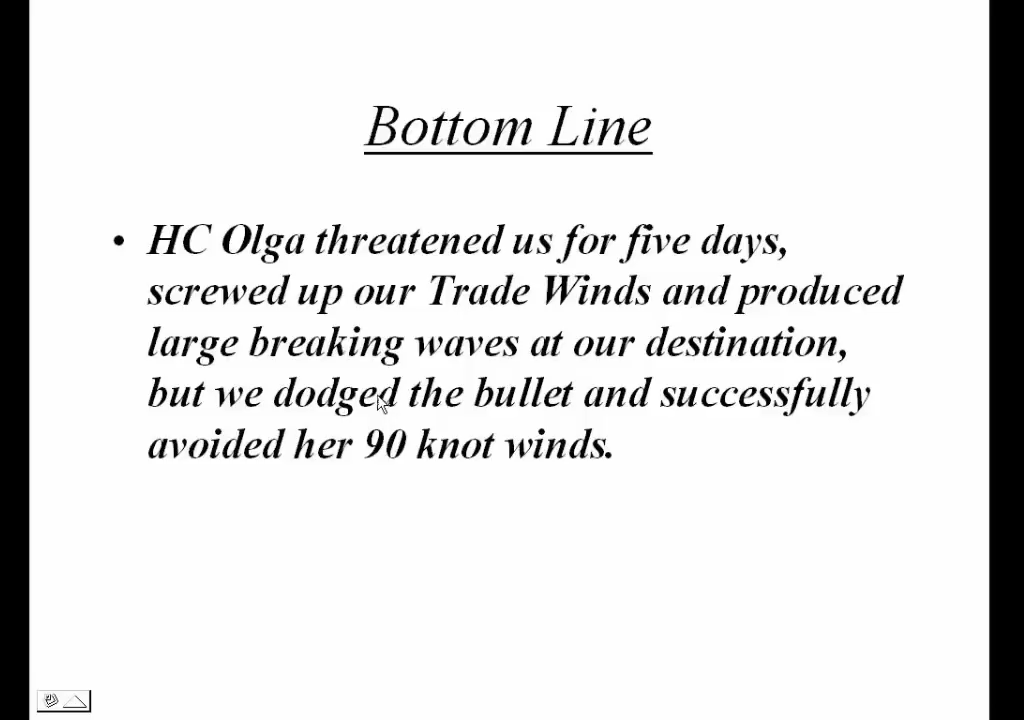 Bottom Line
• HC Olga threatened us for five days,
screwed up our Trade Winds and produced
large breaking waves at our destination,
but we dodged the bullet and successfully
avoided her 90 knot winds.